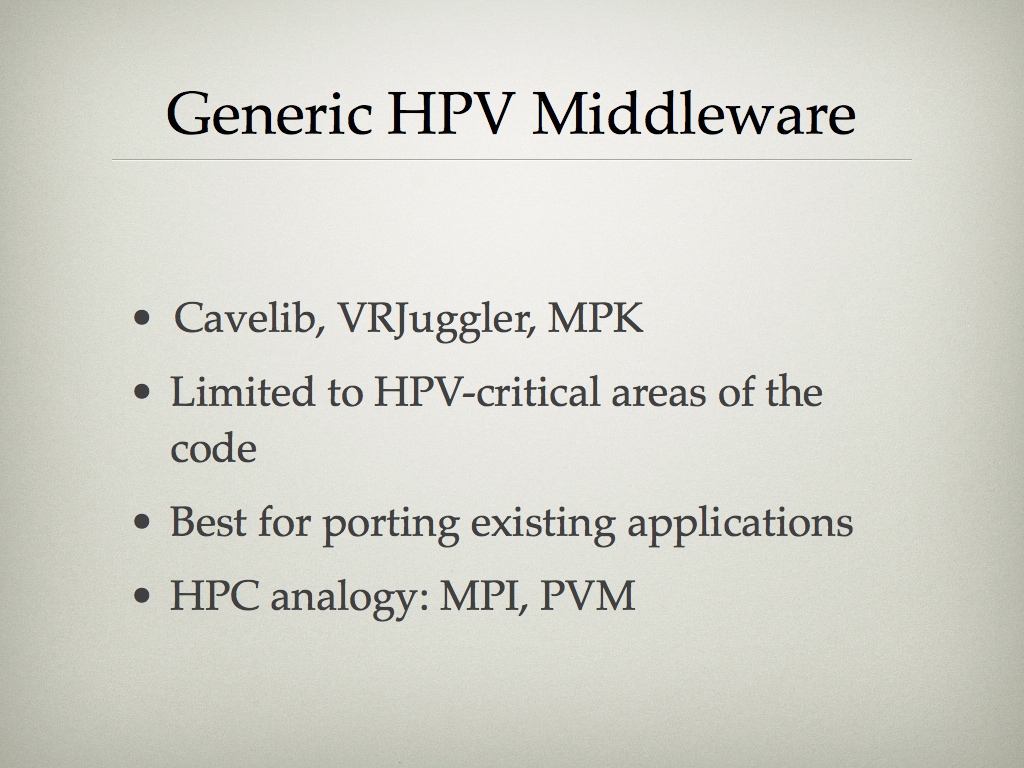 Generic HPV Middleware
• Cavelib, VRJuggler, MPK
• Limited to HPV-critical areas of the
code
• Best for porting existing applications
• HPC analogy: MPI, PVM